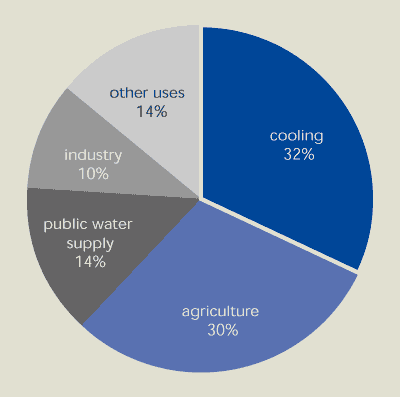 other uses
14%
cooling
32%
industry
10%
public water
supply
14%
agriculture
30%